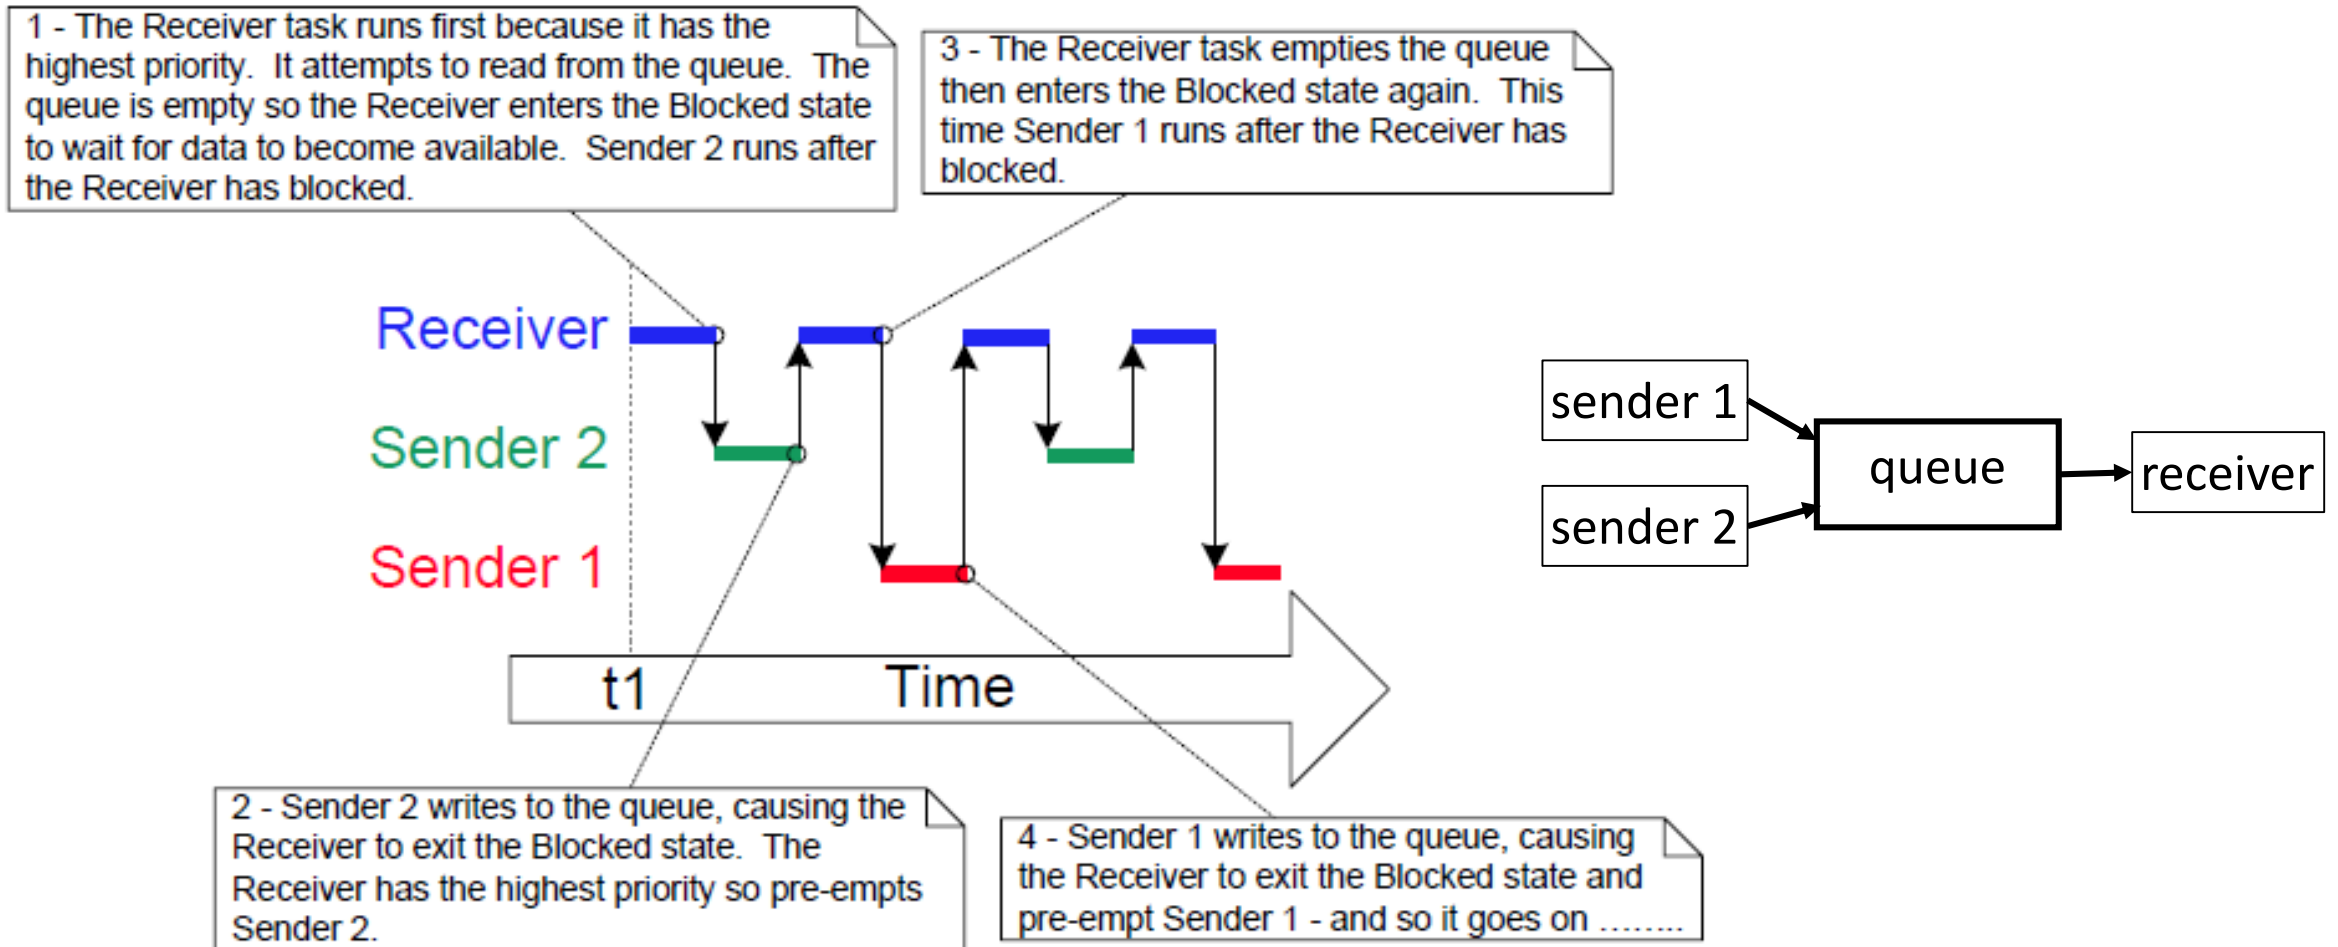 1 - The Receiver task runs first because it has the
highest priority.  It attempts to read from the queue.  The
queue is empty so the Receiver enters the Blocked state
to wait for data to become available.  Sender 2 runs after
the Receiver has blocked.
3 - The Receiver task empties the queue
then enters the Blocked state again.  This
time Sender 1 runs after the Receiver has
blocked.
Receiver
Sender 2
Sender 1
t1
Time
sender 1
sender 2
queue
receiver
2 - Sender 2 writes to the queue, causing the
Receiver to exit the Blocked state.  The
Receiver has the highest priority so pre-empts
Sender 2.
4 - Sender 1 writes to the queue, causing
the Receiver to exit the Blocked state and
pre-empt Sender 1 - and so it goes on ........